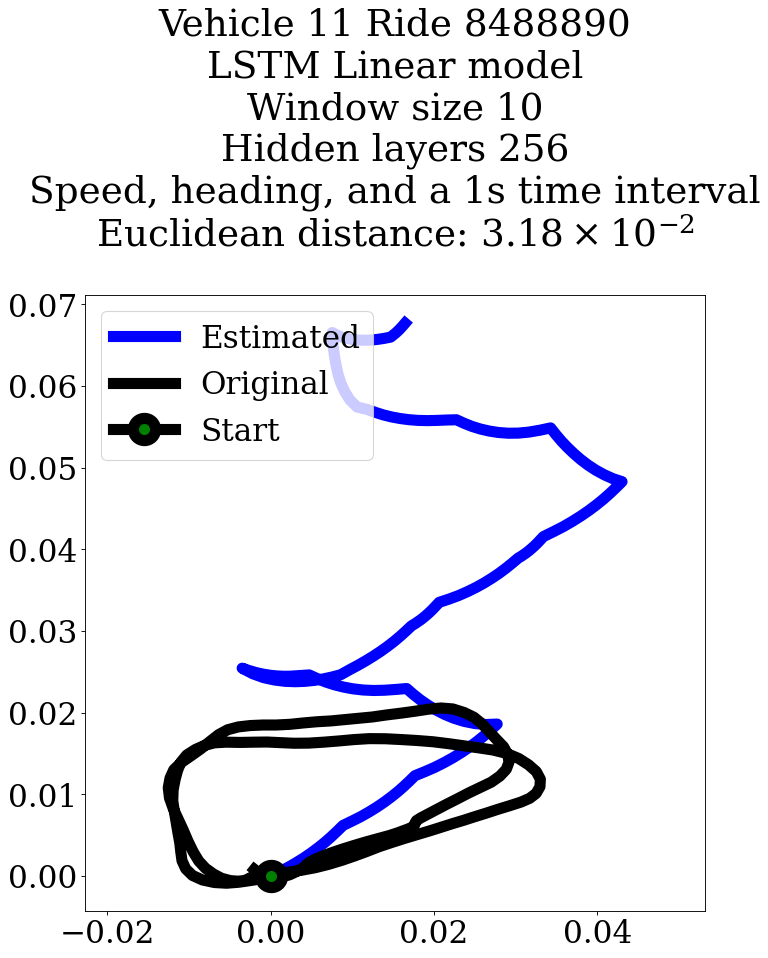 Vehicle 11 Ride 8488890
LSTM Linear model
Window size 10
Hidden layers 256
Speed, heading, and a 1s time interval
Euclidean distance: 3.18 × 10⁻²
0.07
0.06
0.05
0.04
0.03
0.02
0.01
0.00
Estimated
Original
Start
−0.02 0.00 0.02 0.04